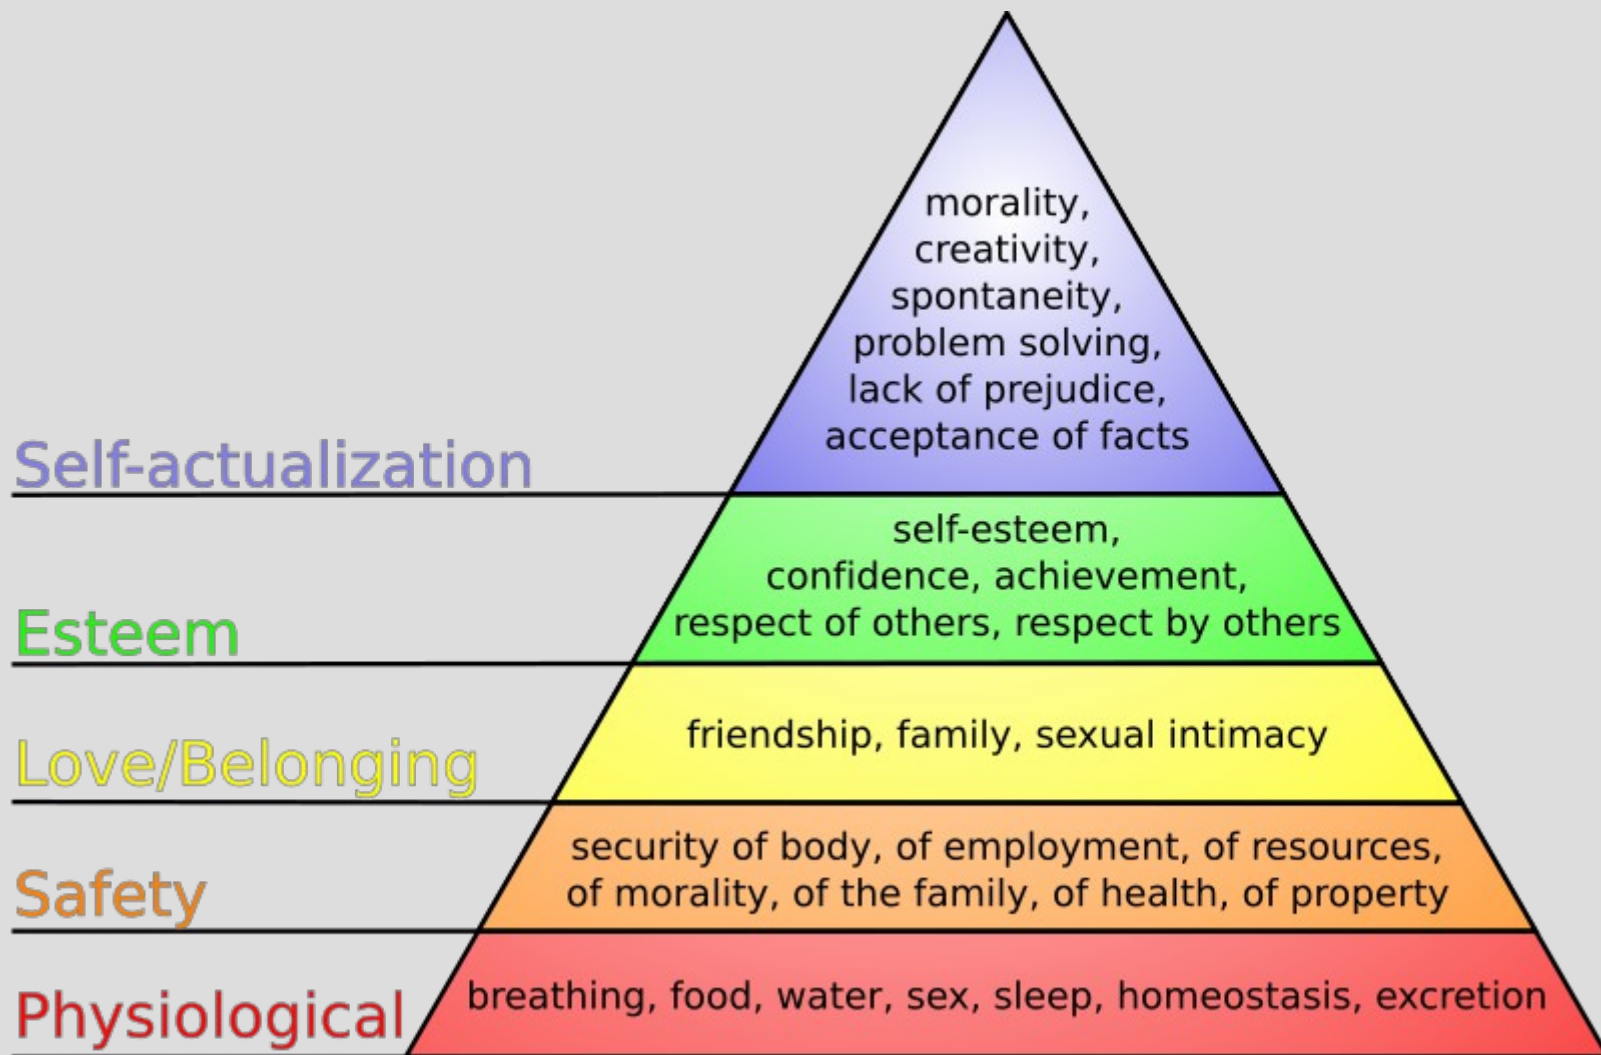 morality,
creativity,
spontaneity,
problem solving,
lack of prejudice,
acceptance of facts
Self-actualization
self-esteem,
confidence, achievement,
respect of others, respect by others
Esteem
friendship, family, sexual intimacy
Love/Belonging
security of body, of employment, of resources,
of morality, of the family, of health, of property
Safety
breathing, food, water, sex, sleep, homeostasis, excretion
Physiological